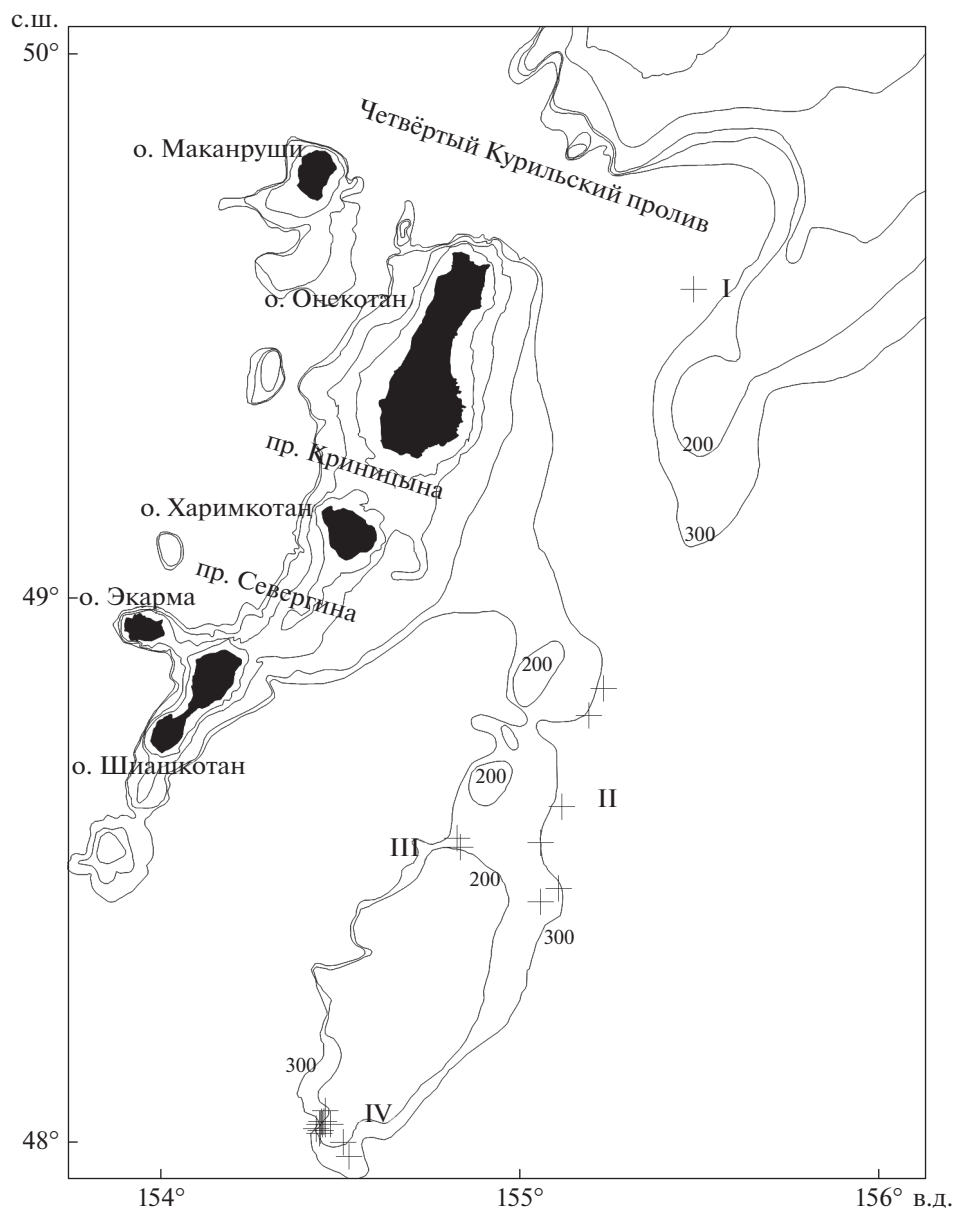 с.ш.
50°
Четвёртый Курильский пролив
о. Маканруши
I
о. Онекотан
200
пр. Криницына
о. Харимкотан
300
пр. Севергина
49°
о. Экарма
200
о. Шиашкотан
200
II
III
200
300
300
IV
48°
154°
155°
156° в.д.